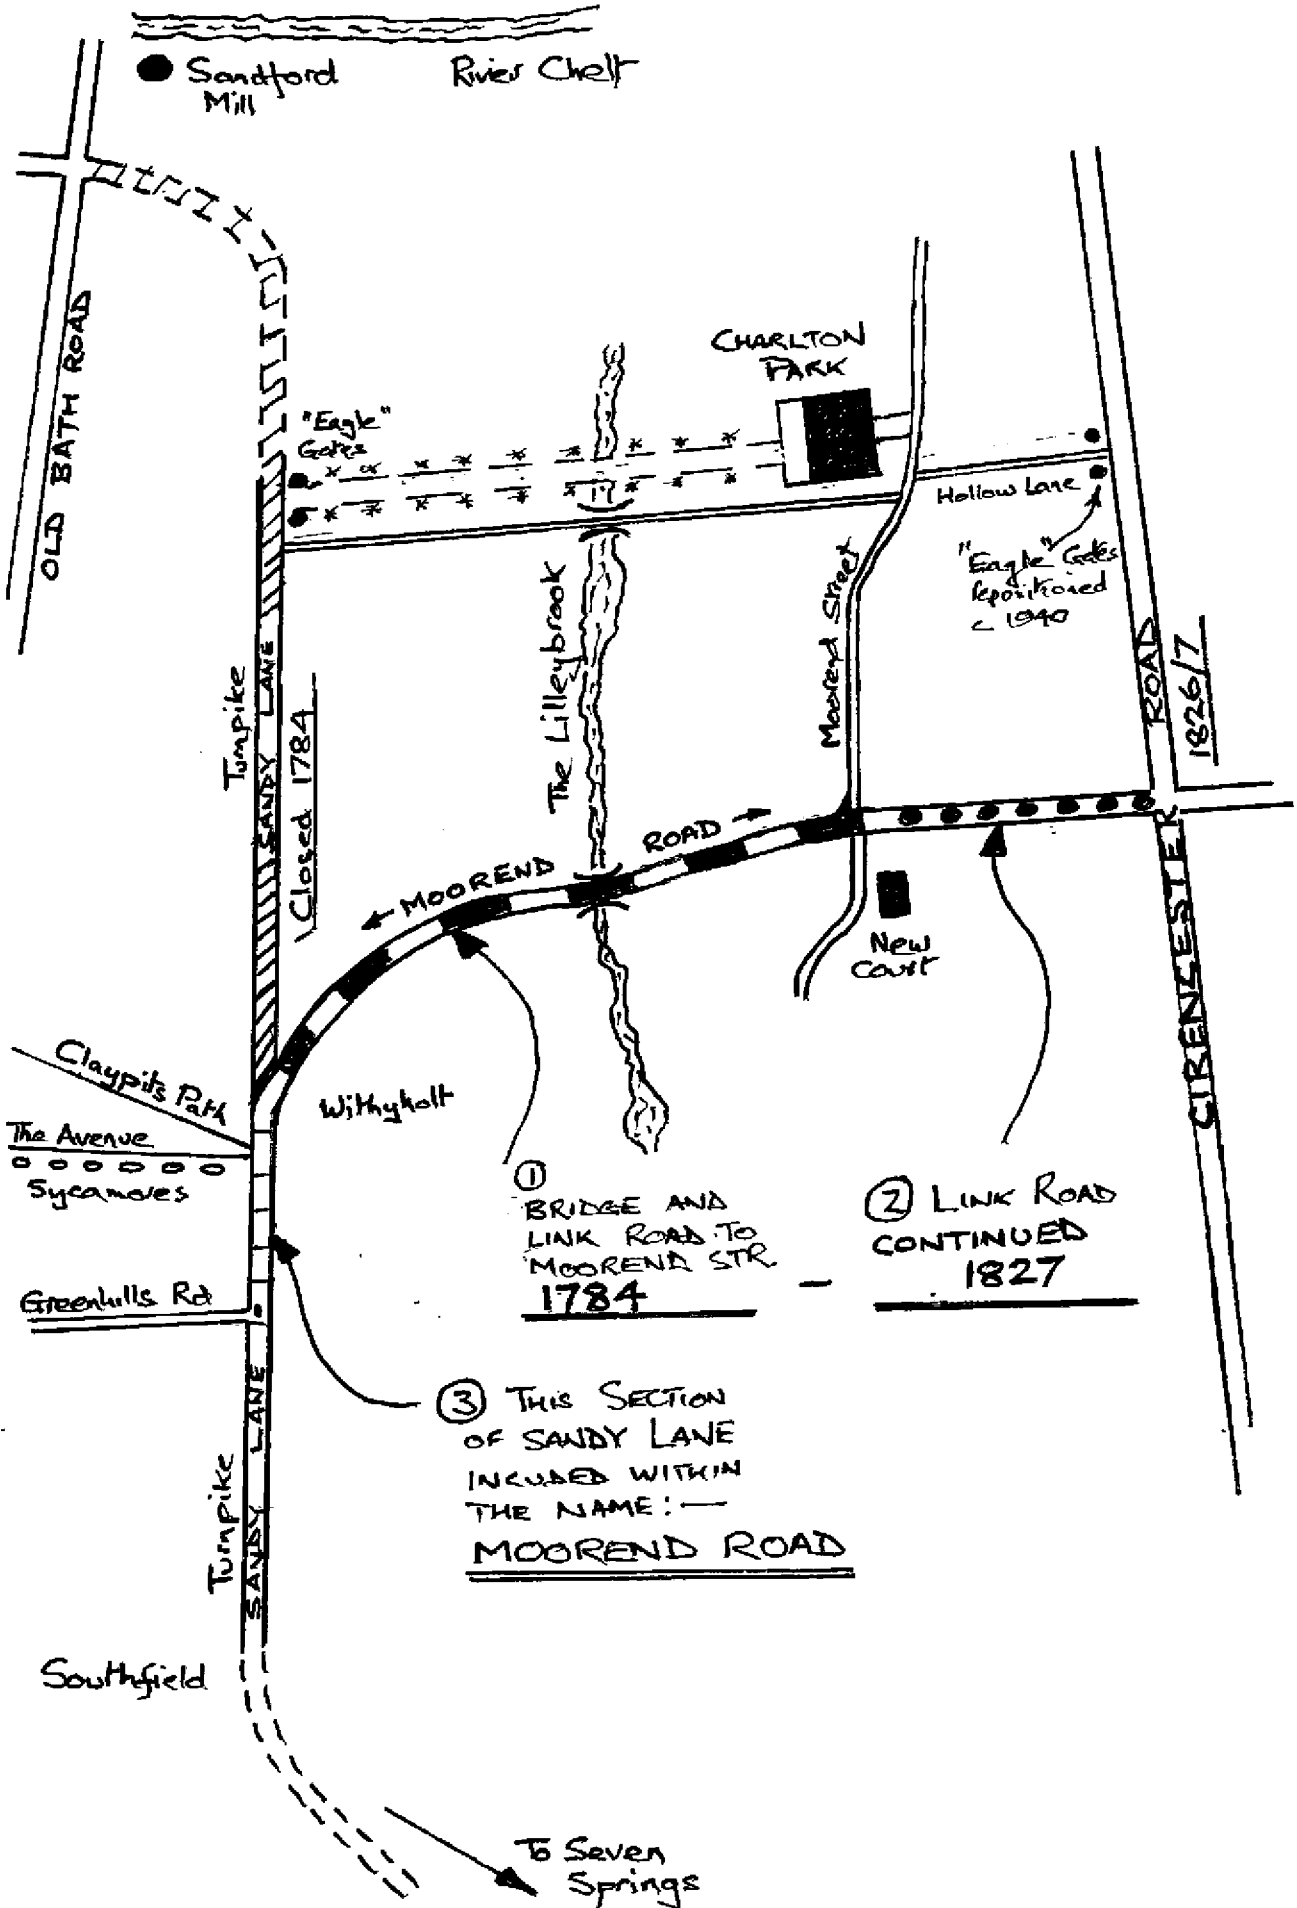 Sandford
Mill
River Chelt
OLD BATH ROAD
CHARLTON
PARK
"Eagle"
Gates
Hollow Lane
"Eagle" Gates
repositioned
c 1940
Turnpike
SANDY LANE
Closed 1784
The Lilleybrook
Moorend Street
ROAD
1826/7
CIRENCESTER
MOOREND ROAD
New
Court
Claypits Path
Withyholt
The Avenue
Sycamores
Greenhills Rd
① BRIDGE AND
LINK ROAD TO
MOOREND STR.
1784 –
② LINK ROAD
CONTINUED
1827
③ THIS SECTION
OF SANDY LANE
INCUDED WITHIN
THE NAME: —
MOOREND ROAD
Turnpike
SANDY LANE
Southfield
To Seven
Springs